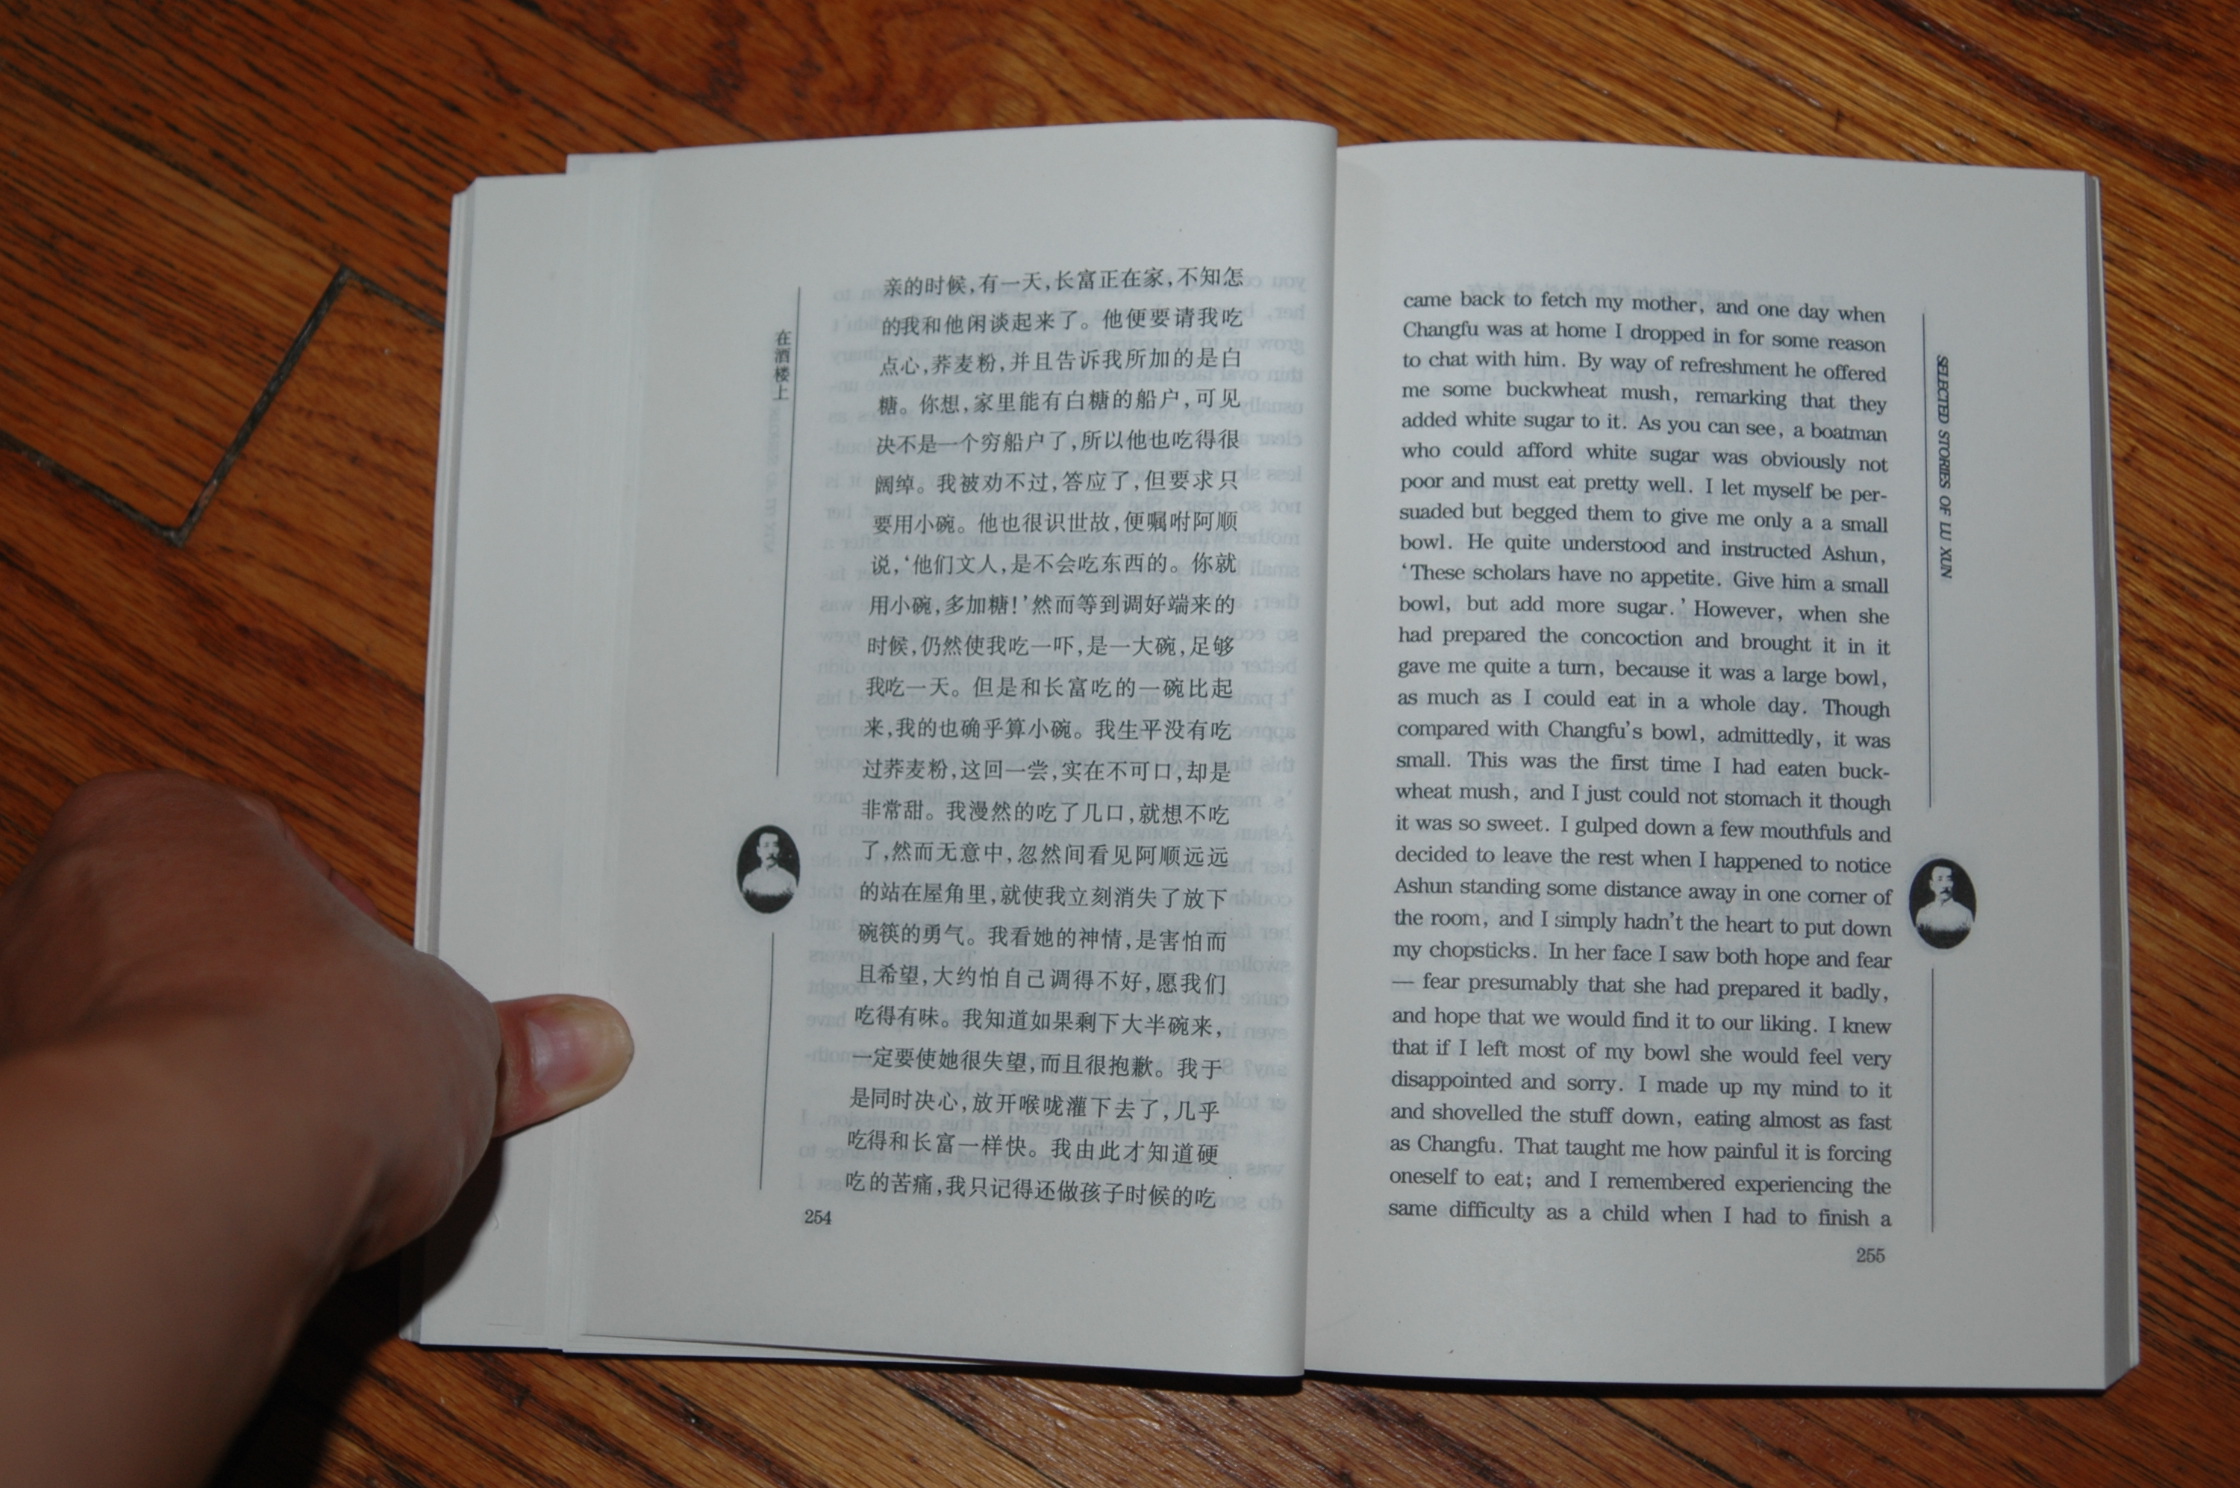 在酒楼上
亲的时候,有一天,长富正在家,不知怎
的我和他闲谈起来了。他便要请我吃
点心,荞麦粉,并且告诉我所加的是白
糖。你想,家里能有白糖的船户,可见
决不是一个穷船户了,所以他也吃得很
阔绰。我被劝不过,答应了,但要求只
要用小碗。他也很识世故,便嘱咐阿顺
说,‘他们文人,是不会吃东西的。你就
用小碗,多加糖!’然而等到调好端来的
时候,仍然使我吃一吓,是一大碗,足够
我吃一天。但是和长富吃的一碗比起
来,我的也确乎算小碗。我生平没有吃
过荞麦粉,这回一尝,实在不可口,却是
非常甜。我漫然的吃了几口,就想不吃
了,然而无意中,忽然间看见阿顺远远
的站在屋角里,就使我立刻消失了放下
碗筷的勇气。我看她的神情,是害怕而
且希望,大约怕自己调得不好,愿我们
吃得有味。我知道如果剩下大半碗来,
一定要使她很失望,而且很抱歉。我于
是同时决心,放开喉咙灌下去了,几乎
吃得和长富一样快。我由此才知道硬
吃的苦痛,我只记得还做孩子时候的吃
254
came back to fetch my mother, and one day when
Changfu was at home I dropped in for some reason
to chat with him. By way of refreshment he offered
me some buckwheat mush, remarking that they
added white sugar to it. As you can see, a boatman
who could afford white sugar was obviously not
poor and must eat pretty well. I let myself be per-
suaded but begged them to give me only a a small
bowl. He quite understood and instructed Ashun,
‘These scholars have no appetite. Give him a small
bowl, but add more sugar.’ However, when she
had prepared the concoction and brought it in it
gave me quite a turn, because it was a large bowl,
as much as I could eat in a whole day. Though
compared with Changfu's bowl, admittedly, it was
small. This was the first time I had eaten buck-
wheat mush, and I just could not stomach it though
it was so sweet. I gulped down a few mouthfuls and
decided to leave the rest when I happened to notice
Ashun standing some distance away in one corner of
the room, and I simply hadn't the heart to put down
my chopsticks. In her face I saw both hope and fear
— fear presumably that she had prepared it badly,
and hope that we would find it to our liking. I knew
that if I left most of my bowl she would feel very
disappointed and sorry. I made up my mind to it
and shovelled the stuff down, eating almost as fast
as Changfu. That taught me how painful it is forcing
oneself to eat; and I remembered experiencing the
same difficulty as a child when I had to finish a
SELECTED STORIES OF LU XUN
255